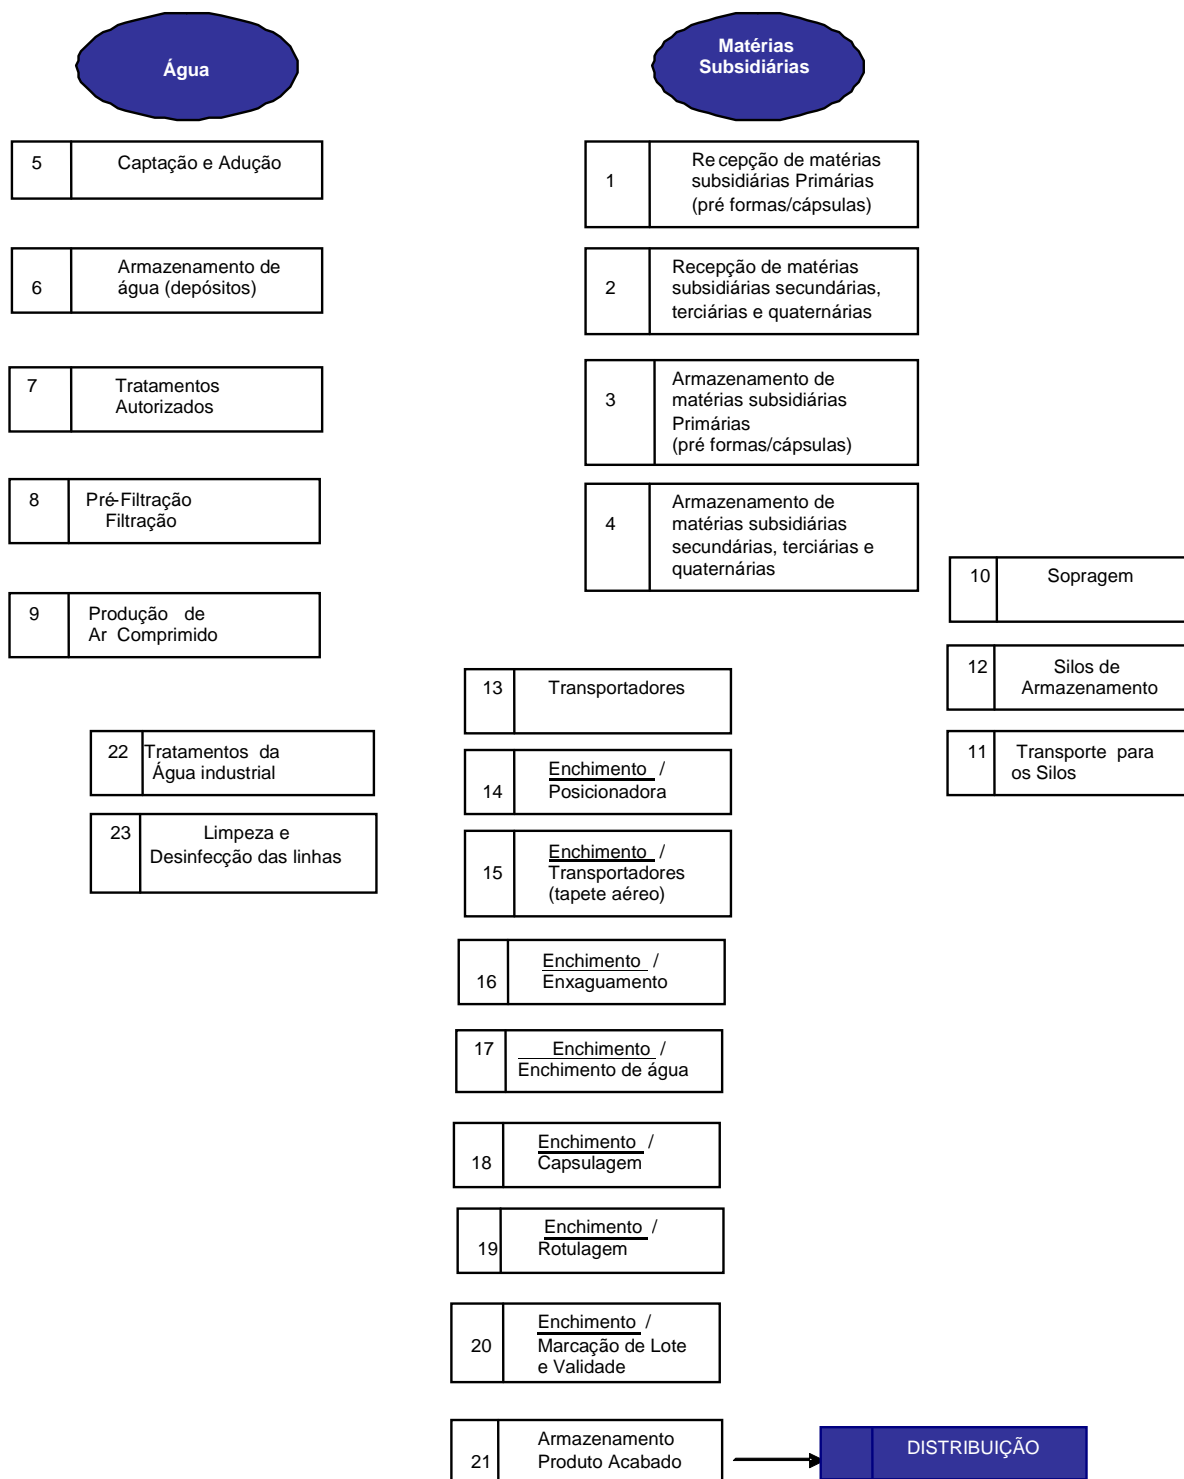 Água
Matérias
Subsidiárias
5 Captação e Adução
6 Armazenamento de
água (depósitos)
7 Tratamentos
Autorizados
8 Pré-Filtração
Filtração
9 Produção de
Ar Comprimido
22 Tratamentos da
Água industrial
23 Limpeza e
Desinfecção das linhas
1 Re cepção de matérias
subsidiárias Primárias
(pré formas/cápsulas)
2 Recepção de matérias
subsidiárias secundárias,
terciárias e quaternárias
3 Armazenamento de
matérias subsidiárias
Primárias
(pré formas/cápsulas)
4 Armazenamento de
matérias subsidiárias
secundárias, terciárias e
quaternárias
10 Sopragem
12 Silos de
Armazenamento
11 Transporte para
os Silos
13 Transportadores
14 Enchimento /
Posicionadora
15 Enchimento /
Transportadores
(tapete aéreo)
16 Enchimento /
Enxaguamento
17 Enchimento /
Enchimento de água
18 Enchimento /
Capsulagem
19 Enchimento /
Rotulagem
20 Enchimento /
Marcação de Lote
e Validade
21 Armazenamento
Produto Acabado
DISTRIBUIÇÃO